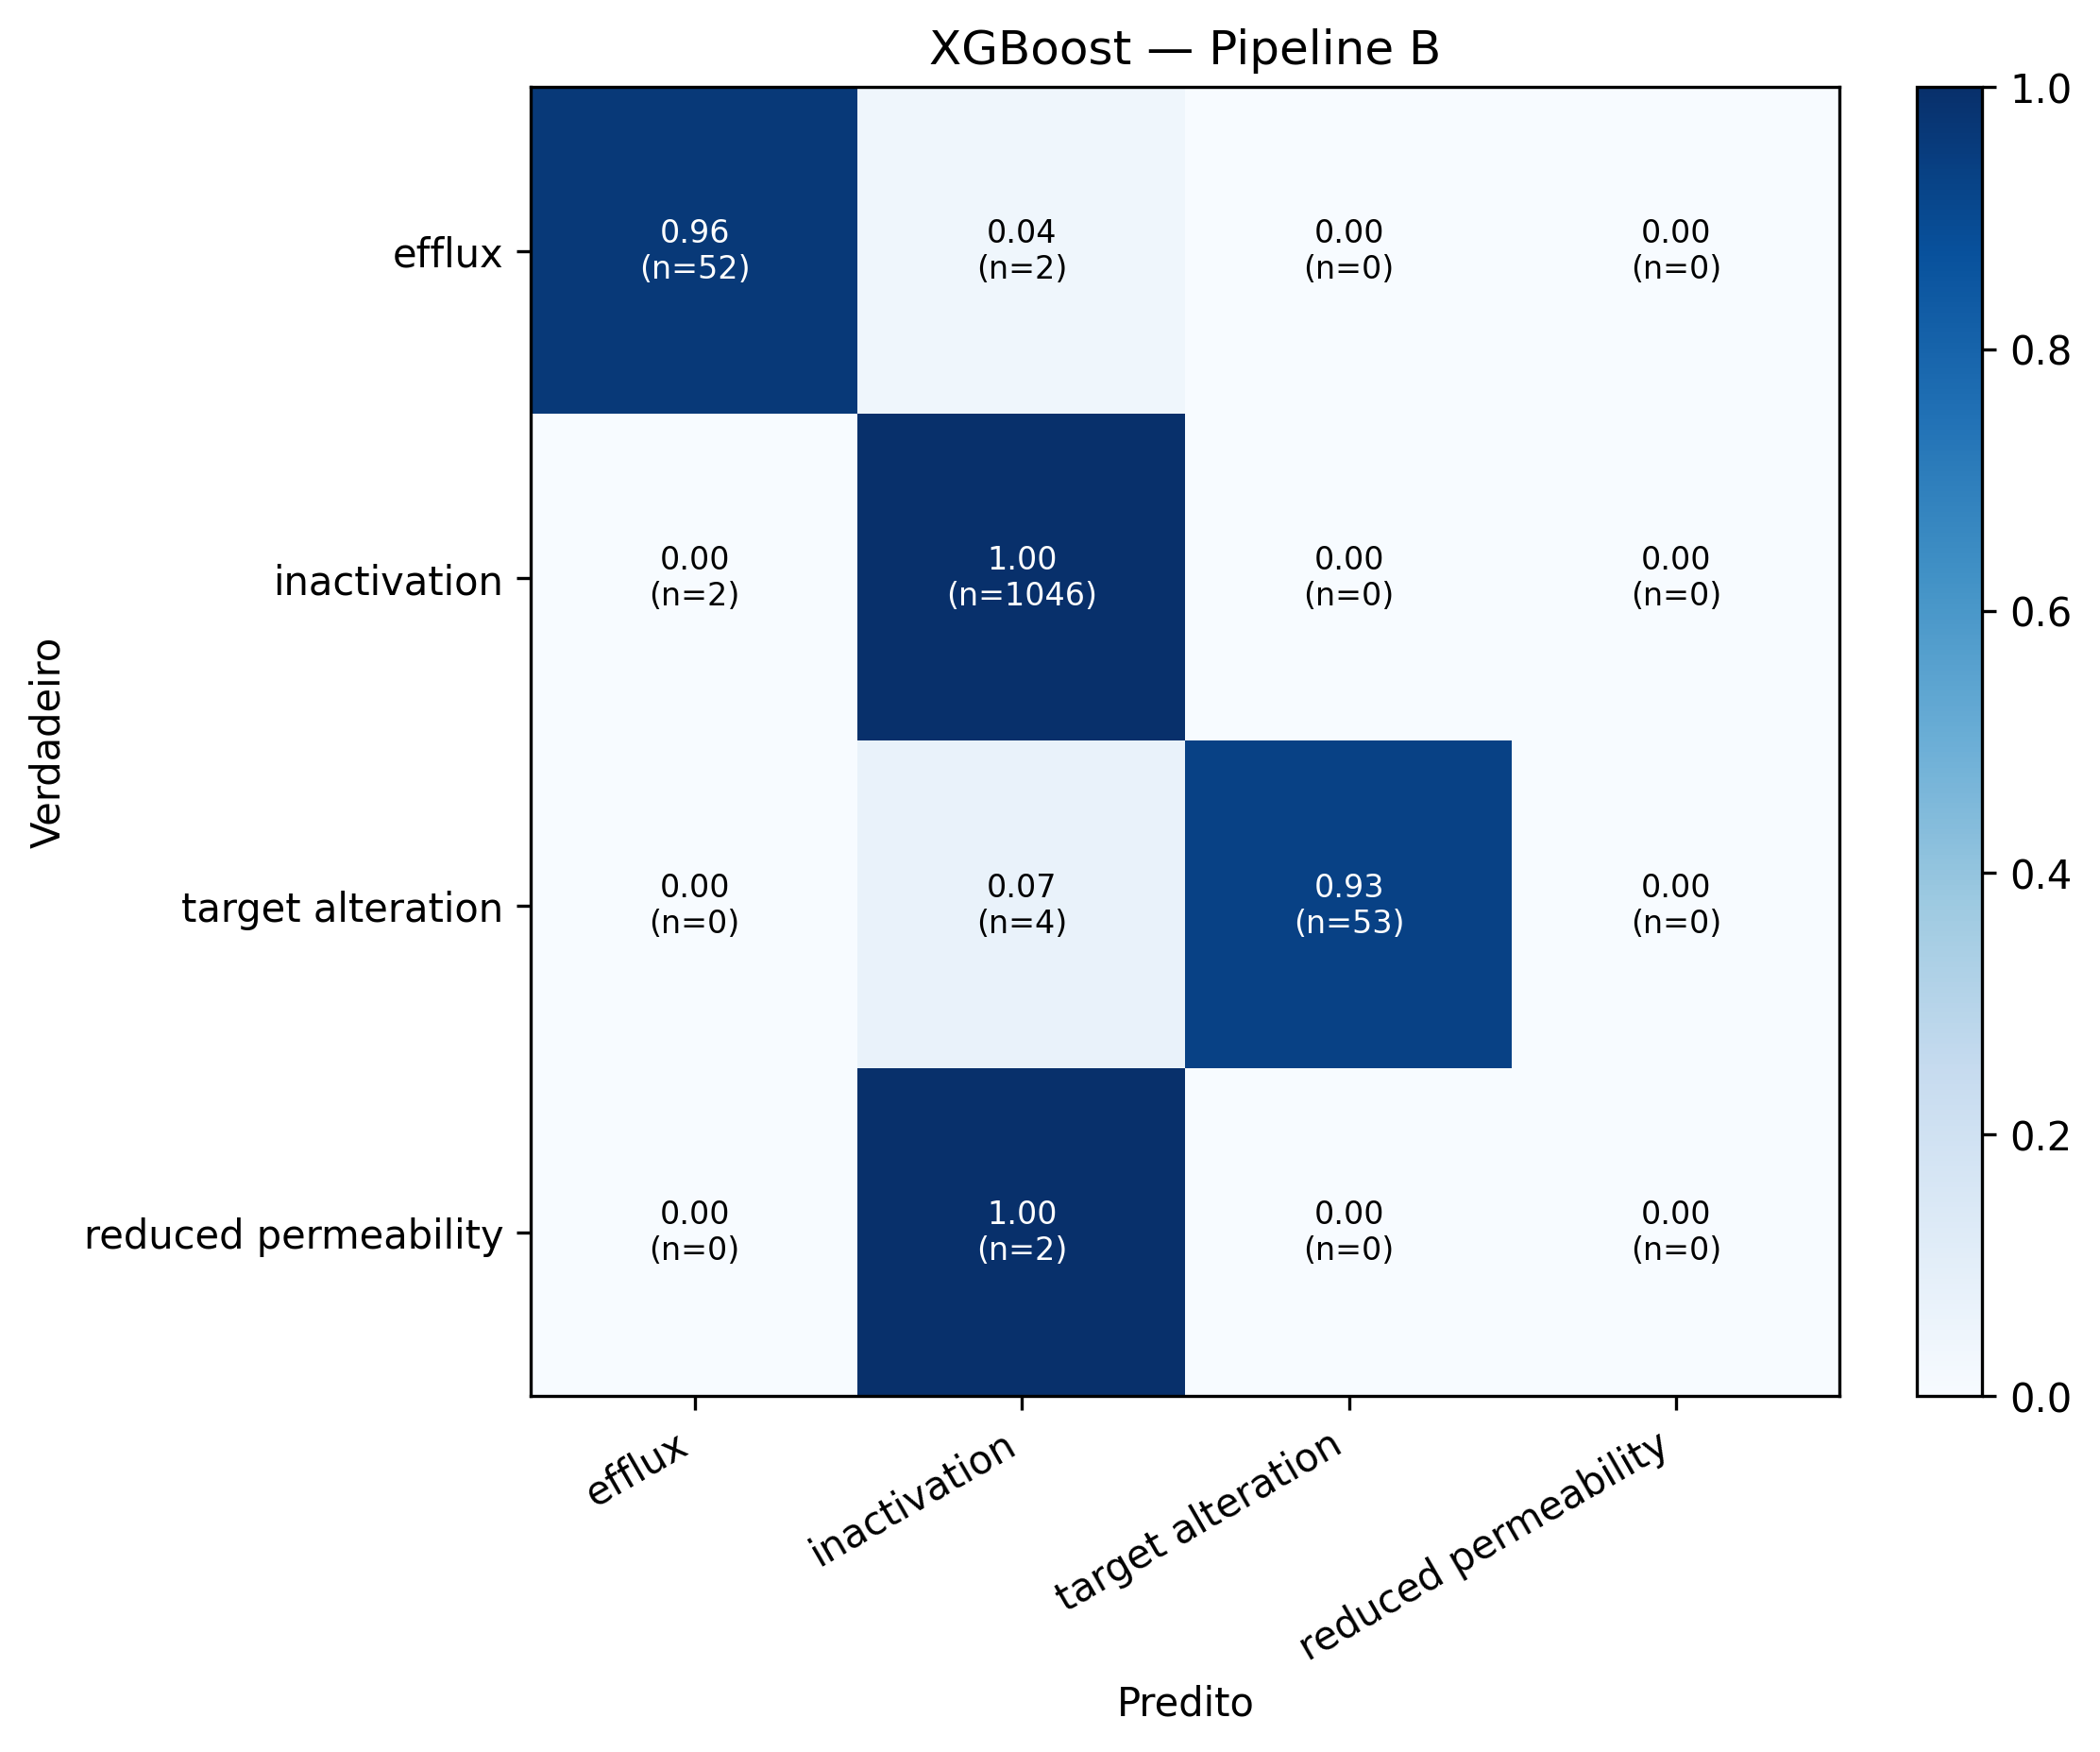 XGBoost — Pipeline B
Verdadeiro
efflux
0.96
(n=52)
0.04
(n=2)
0.00
(n=0)
0.00
(n=0)
inactivation
0.00
(n=2)
1.00
(n=1046)
0.00
(n=0)
0.00
(n=0)
target alteration
0.00
(n=0)
0.07
(n=4)
0.93
(n=53)
0.00
(n=0)
reduced permeability
0.00
(n=0)
1.00
(n=2)
0.00
(n=0)
0.00
(n=0)
efflux
inactivation
target alteration
reduced permeability
Predito
1.0
0.8
0.6
0.4
0.2
0.0